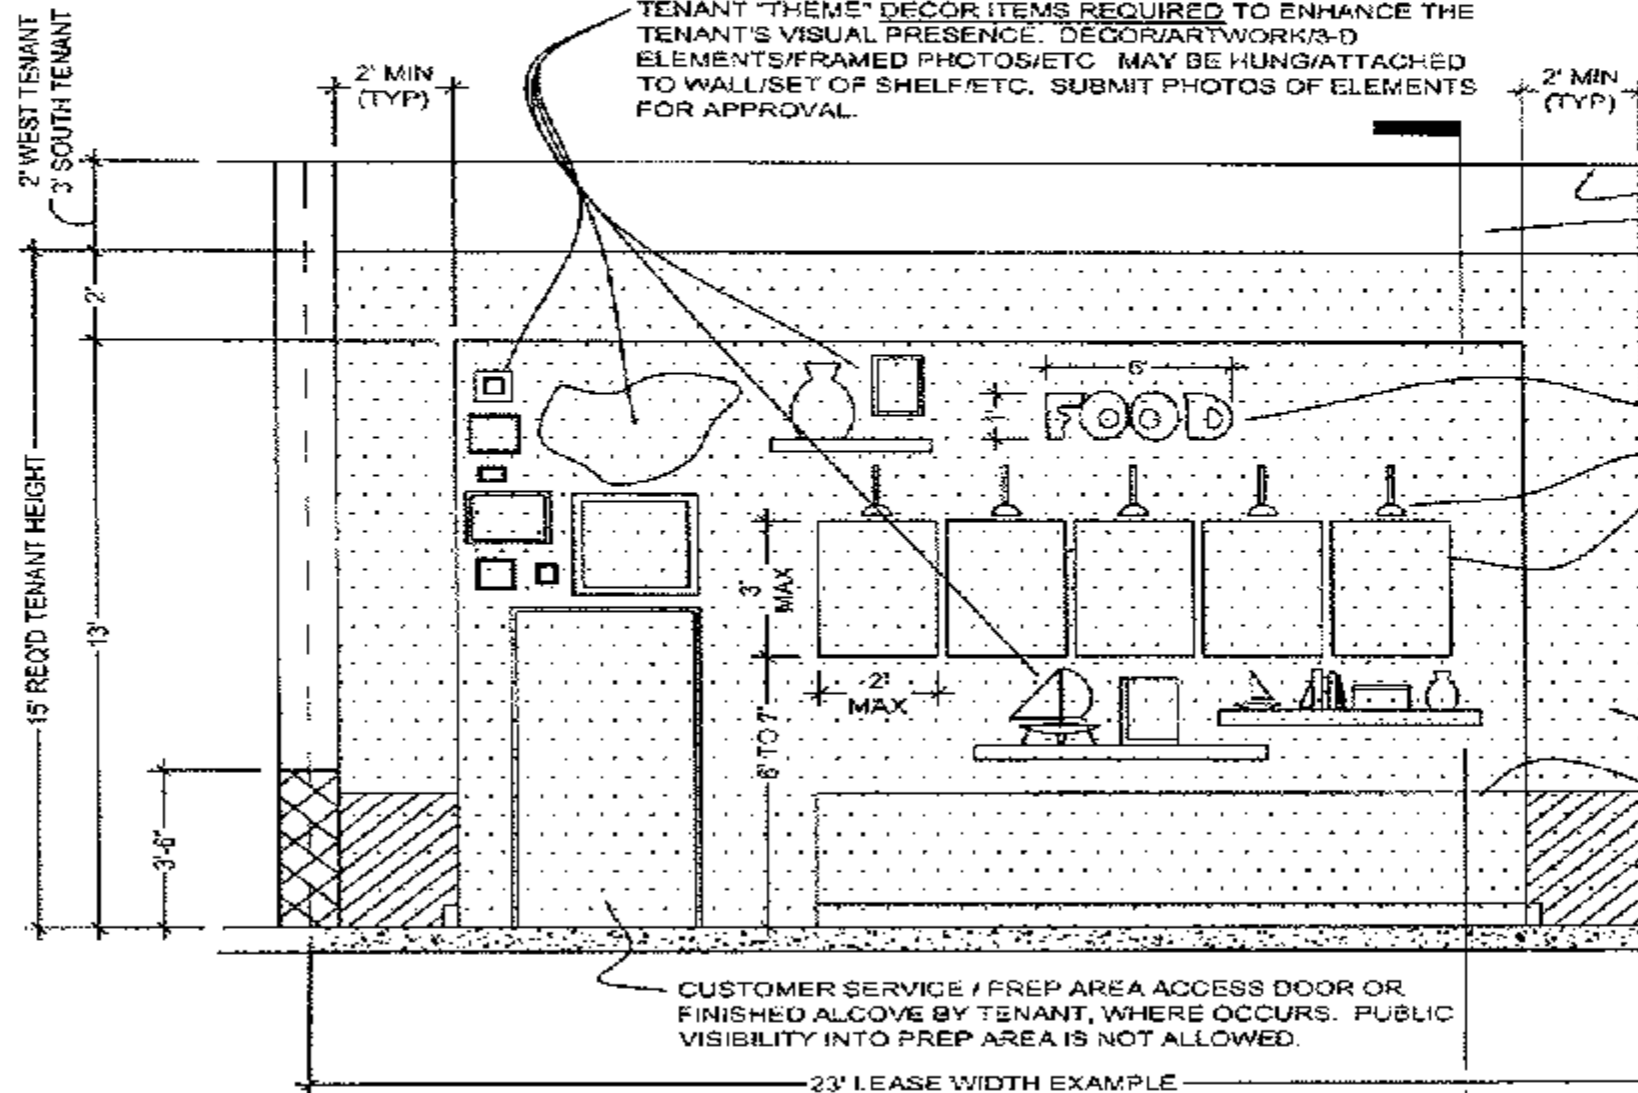 TENANT "THEME" DECOR ITEMS REQUIRED TO ENHANCE THE
TENANT'S VISUAL PRESENCE. DECOR/ARTWORK/3-D
ELEMENTS/FRAMED PHOTOS/ETC MAY BE HUNG/ATTACHED
TO WALL/SET OF SHELF/ETC. SUBMIT PHOTOS OF ELEMENTS
FOR APPROVAL.
2' WEST TENANT
3' SOUTH TENANT
2' MIN
(TYP)
2' MIN
(TYP)
2'
15' REQ'D TENANT HEIGHT
13'
3'-6"
6'
1'
FOOD
3'
MAX
2'
MAX
6' TO 7'
CUSTOMER SERVICE / PREP AREA ACCESS DOOR OR
FINISHED ALCOVE BY TENANT, WHERE OCCURS. PUBLIC
VISIBILITY INTO PREP AREA IS NOT ALLOWED.
23' LEASE WIDTH EXAMPLE